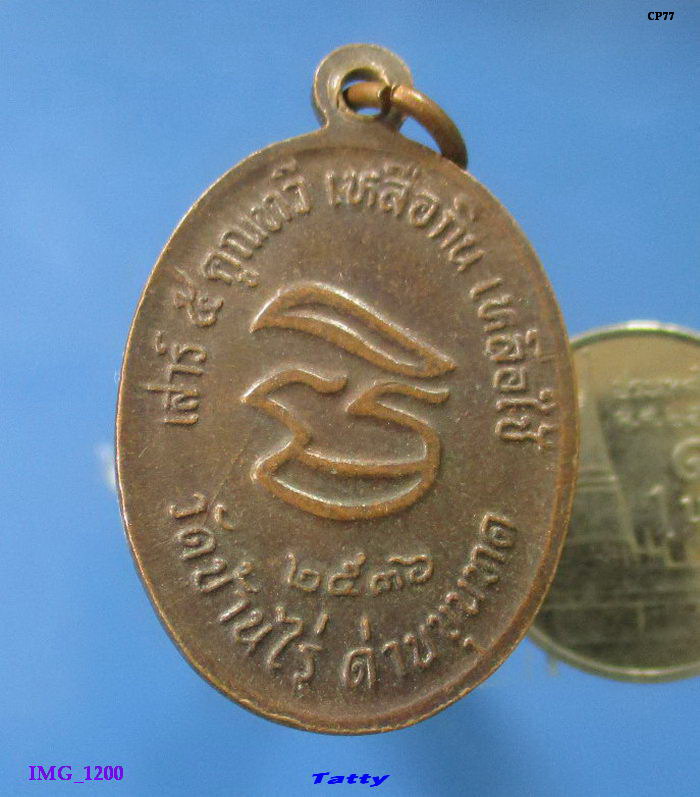 CP77
เสาร์ ๕ คูณทวี เหลือกิน เหลือใช้
๒๕๓๖
วัดบ้านไร่ ด่านขุนทด
IMG_1200
Tatty